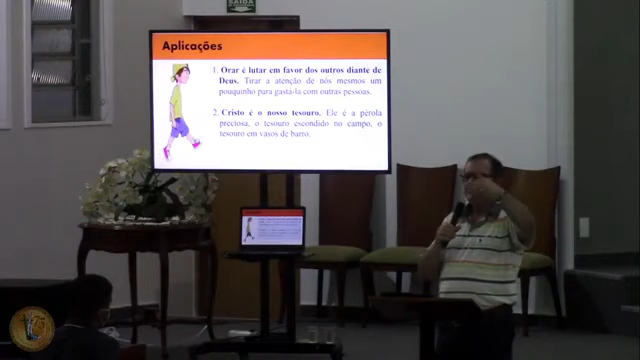 SAÍDA
Aplicações
1. Orar é lutar em favor dos outros diante de
Deus. Tirar a atenção de nós mesmos um
pouquinho para gastá-la com outras pessoas.
2. Cristo é o nosso tesouro. Ele é a pérola
preciosa, o tesouro escondido no campo, o
tesouro em vasos de barro.